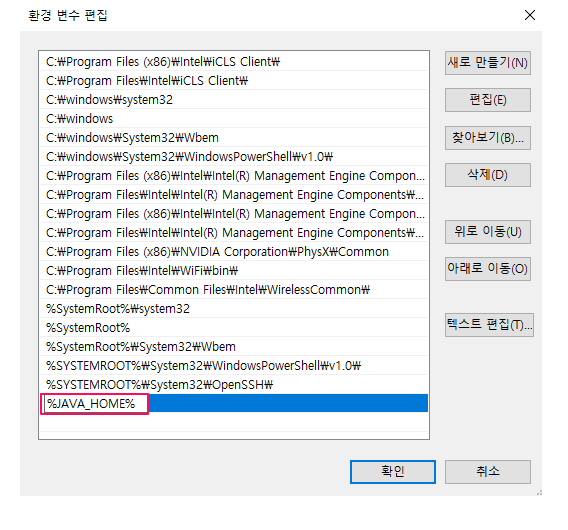 환경 변수 편집
C:₩Program Files (x86)₩Intel₩iCLS Client₩
C:₩Program Files₩Intel₩iCLS Client₩
C:₩windows₩system32
C:₩windows
C:₩windows₩System32₩Wbem
C:₩windows₩System32₩WindowsPowerShell₩v1.0₩
C:₩Program Files (x86)₩Intel₩Intel(R) Management Engine Compon...
C:₩Program Files₩Intel₩Intel(R) Management Engine Components₩...
C:₩Program Files (x86)₩Intel₩Intel(R) Management Engine Compon...
C:₩Program Files₩Intel₩Intel(R) Management Engine Components₩...
C:₩Program Files (x86)₩NVIDIA Corporation₩PhysX₩Common
C:₩Program Files₩Intel₩WiFi₩bin₩
C:₩Program Files₩Common Files₩Intel₩WirelessCommon₩
%SystemRoot%₩system32
%SystemRoot%
%SystemRoot%₩System32₩Wbem
%SYSTEMROOT%₩System32₩WindowsPowerShell₩v1.0₩
%SYSTEMROOT%₩System32₩OpenSSH₩
%JAVA_HOME%
새로 만들기(N)
편집(E)
찾아보기(B)...
삭제(D)
위로 이동(U)
아래로 이동(O)
텍스트 편집(T)...
확인
취소